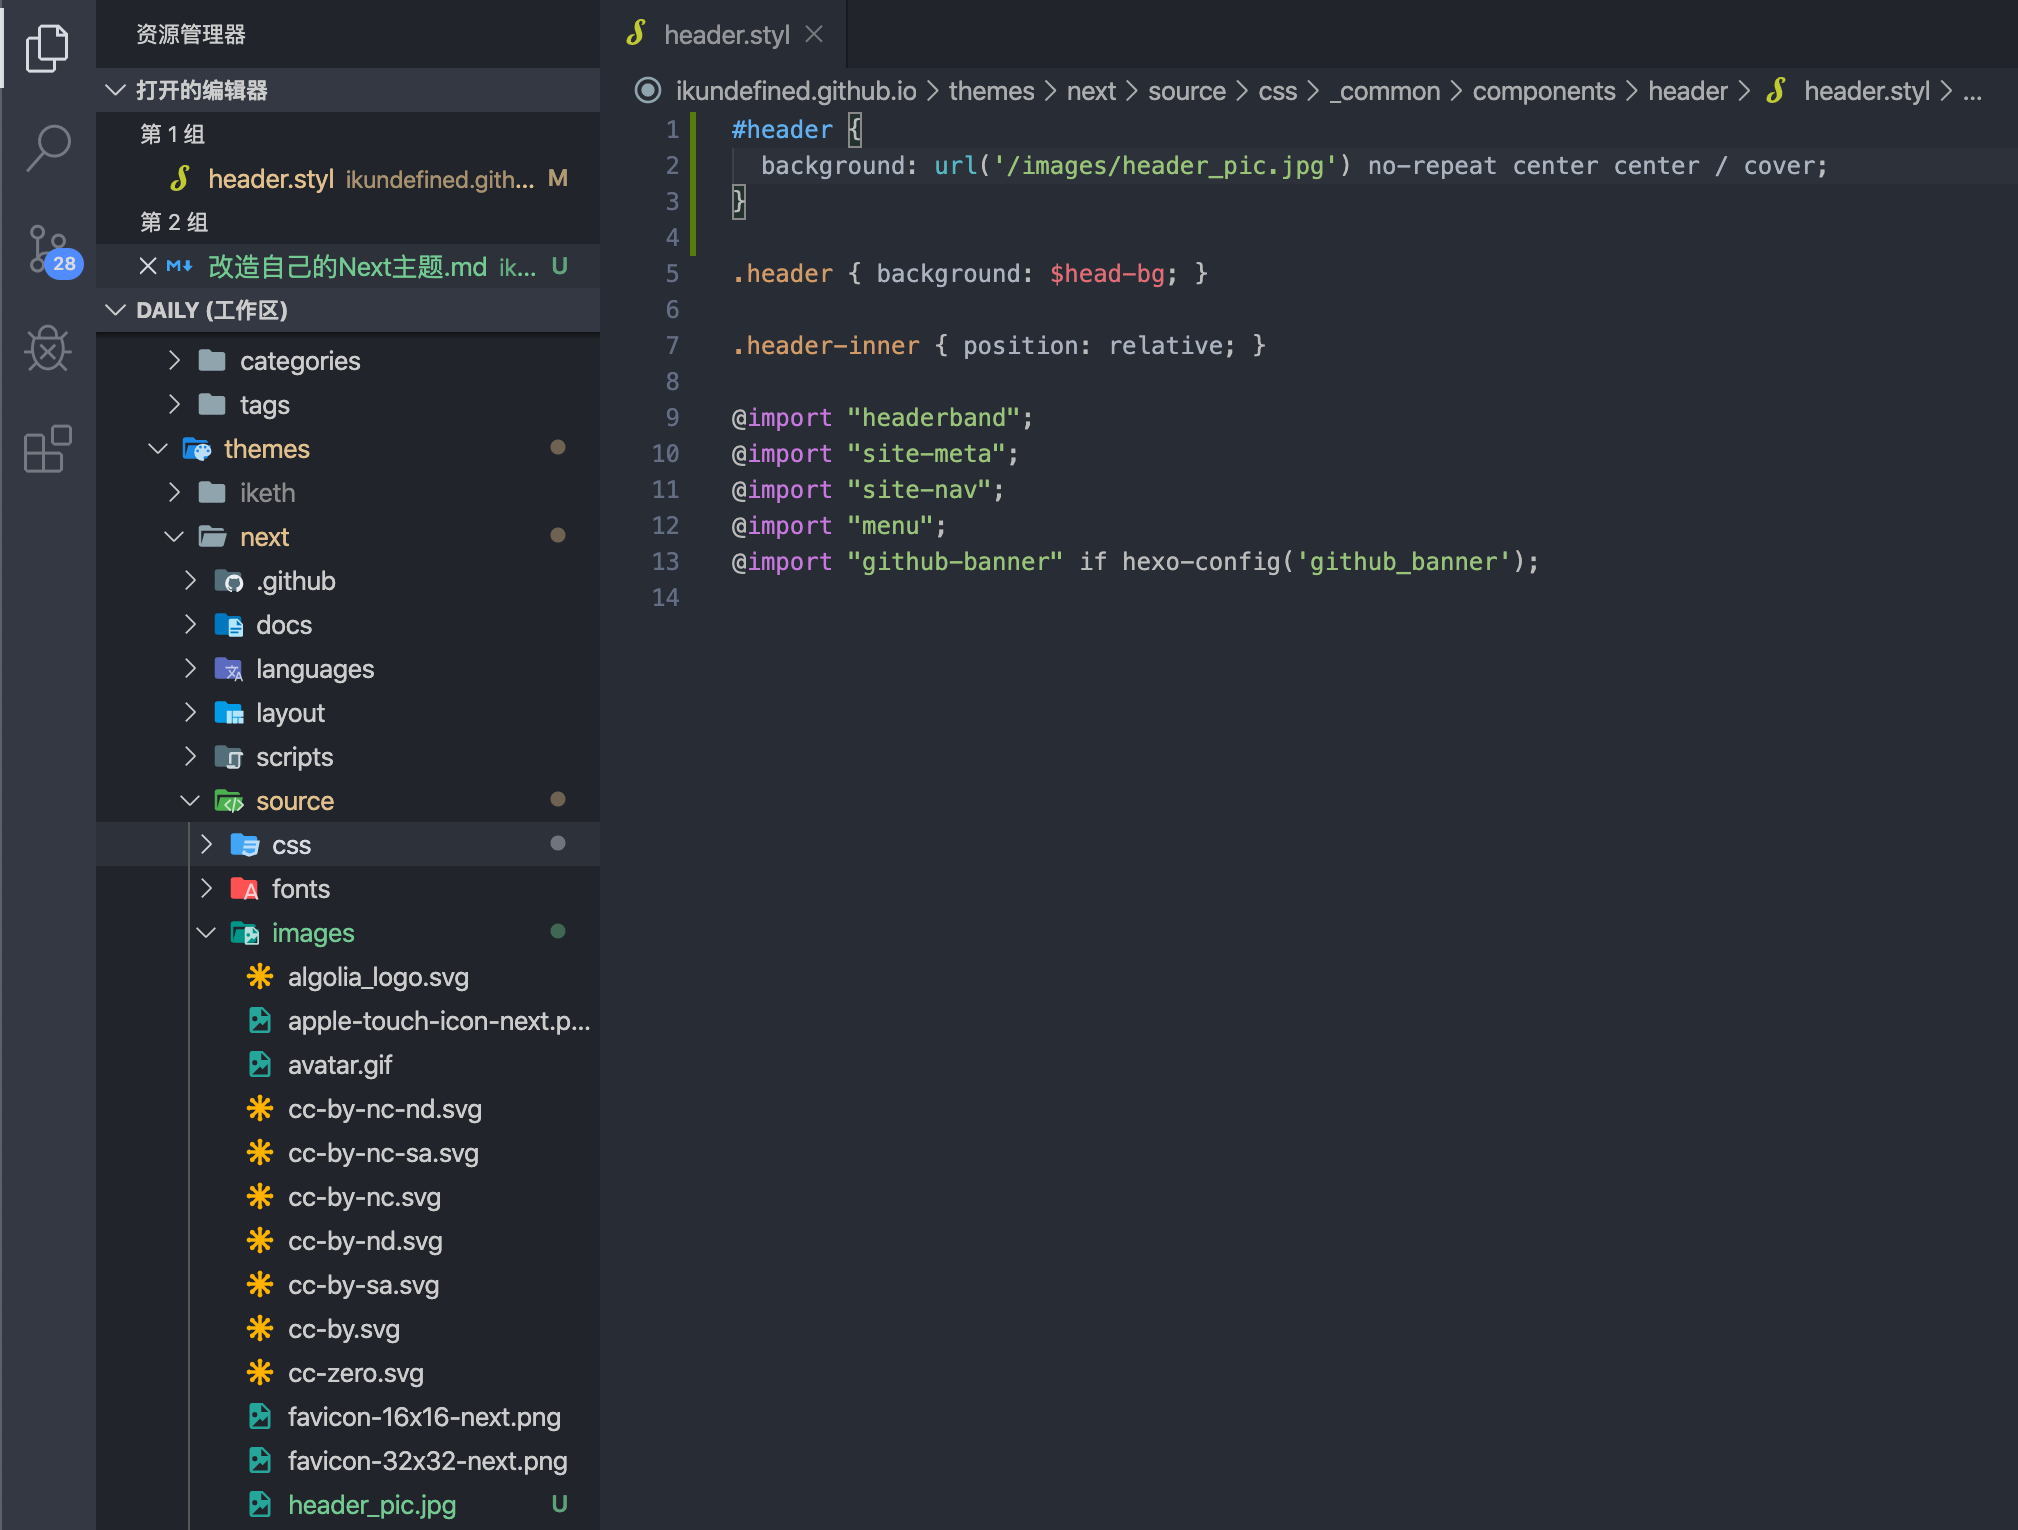 资源管理器
打开的编辑器
第 1 组
header.styl ikundefined.gith... M
第 2 组
改造自己的Next主题.md ik... U
DAILY (工作区)
categories
tags
themes
iketh
next
.github
docs
languages
layout
scripts
source
css
fonts
images
algolia_logo.svg
apple-touch-icon-next.p...
avatar.gif
cc-by-nc-nd.svg
cc-by-nc-sa.svg
cc-by-nc.svg
cc-by-nd.svg
cc-by-sa.svg
cc-by.svg
cc-zero.svg
favicon-16x16-next.png
favicon-32x32-next.png
header_pic.jpg U
28
header.styl
ikundefined.github.io > themes > next > source > css > _common > components > header > header.styl > ...
1 #header {
2 background: url('/images/header_pic.jpg') no-repeat center center / cover;
3 }
4
5 .header { background: $head-bg; }
6
7 .header-inner { position: relative; }
8
9 @import "headerband";
10 @import "site-meta";
11 @import "site-nav";
12 @import "menu";
13 @import "github-banner" if hexo-config('github_banner');
14